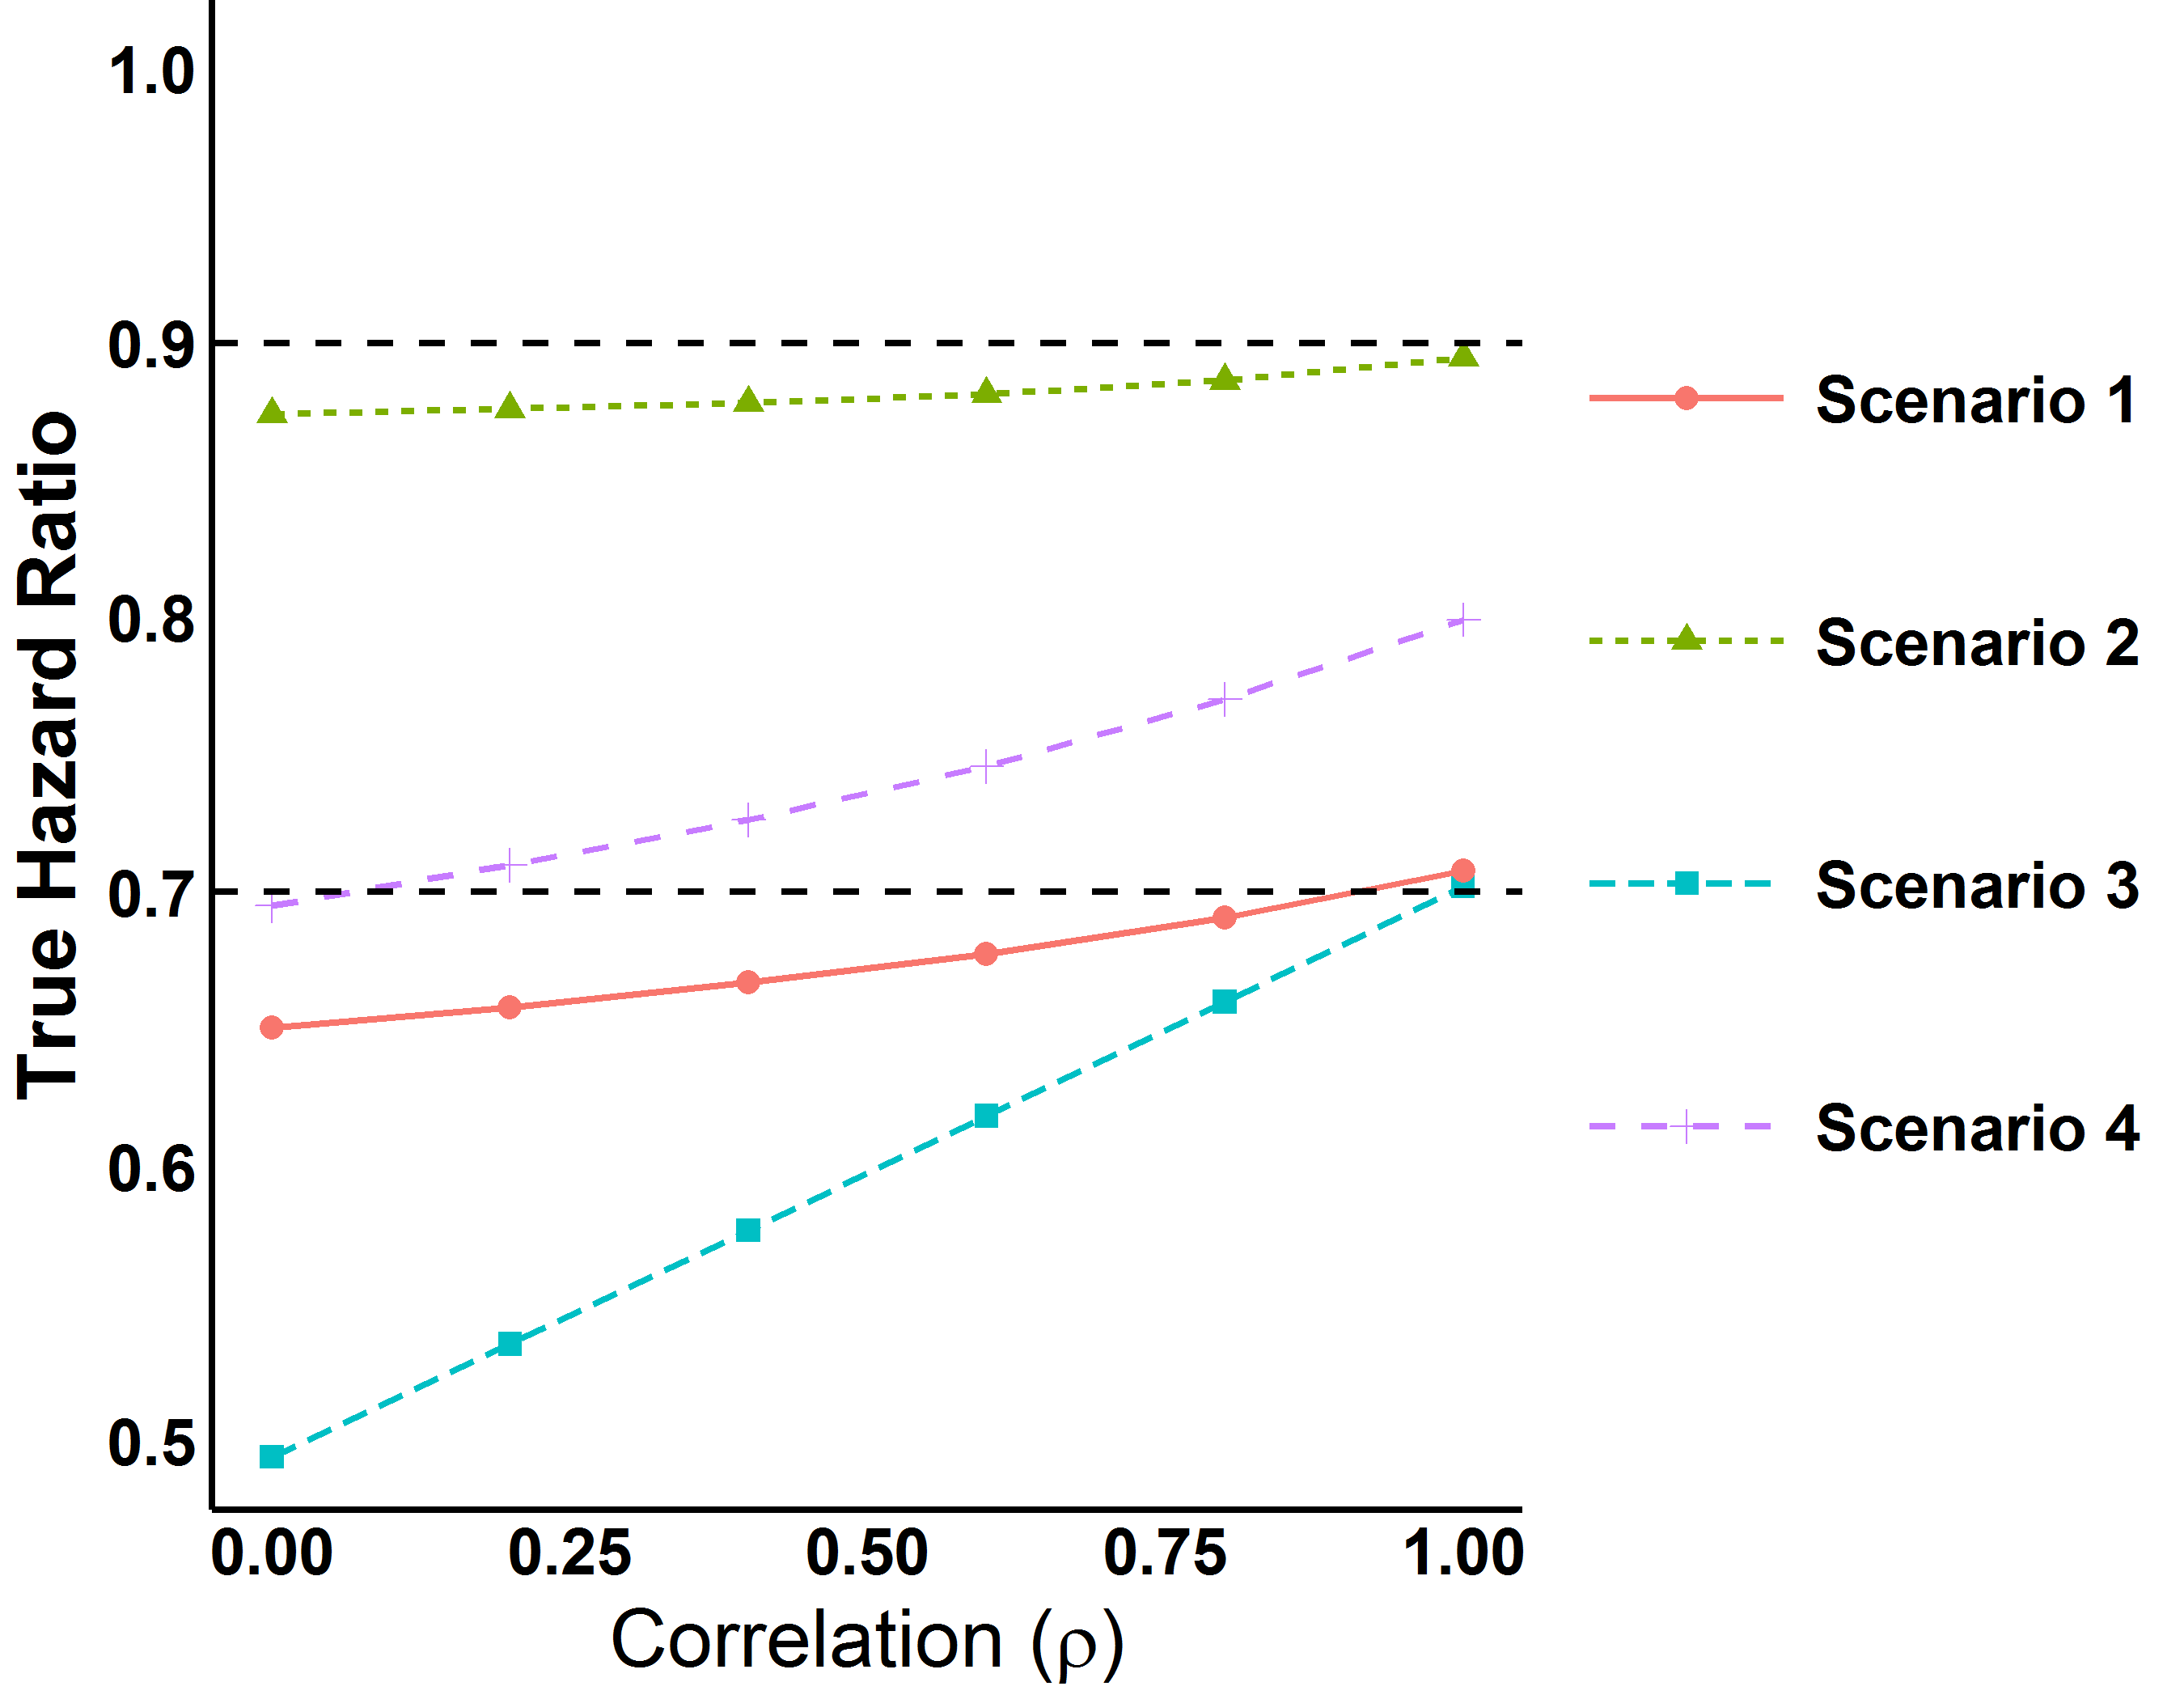 True Hazard Ratio
1.0
0.9
0.8
0.7
0.6
0.5
0.00 0.25 0.50 0.75 1.00
Correlation (ρ)
Scenario 1
Scenario 2
Scenario 3
Scenario 4